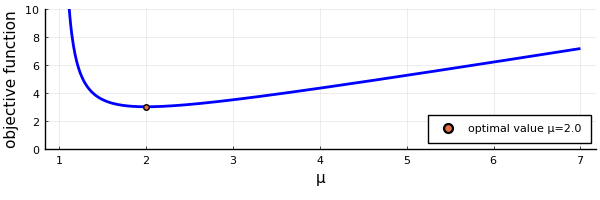 objective function
10
8
6
4
2
0
1 2 3 4 5 6 7
μ
optimal value μ=2.0